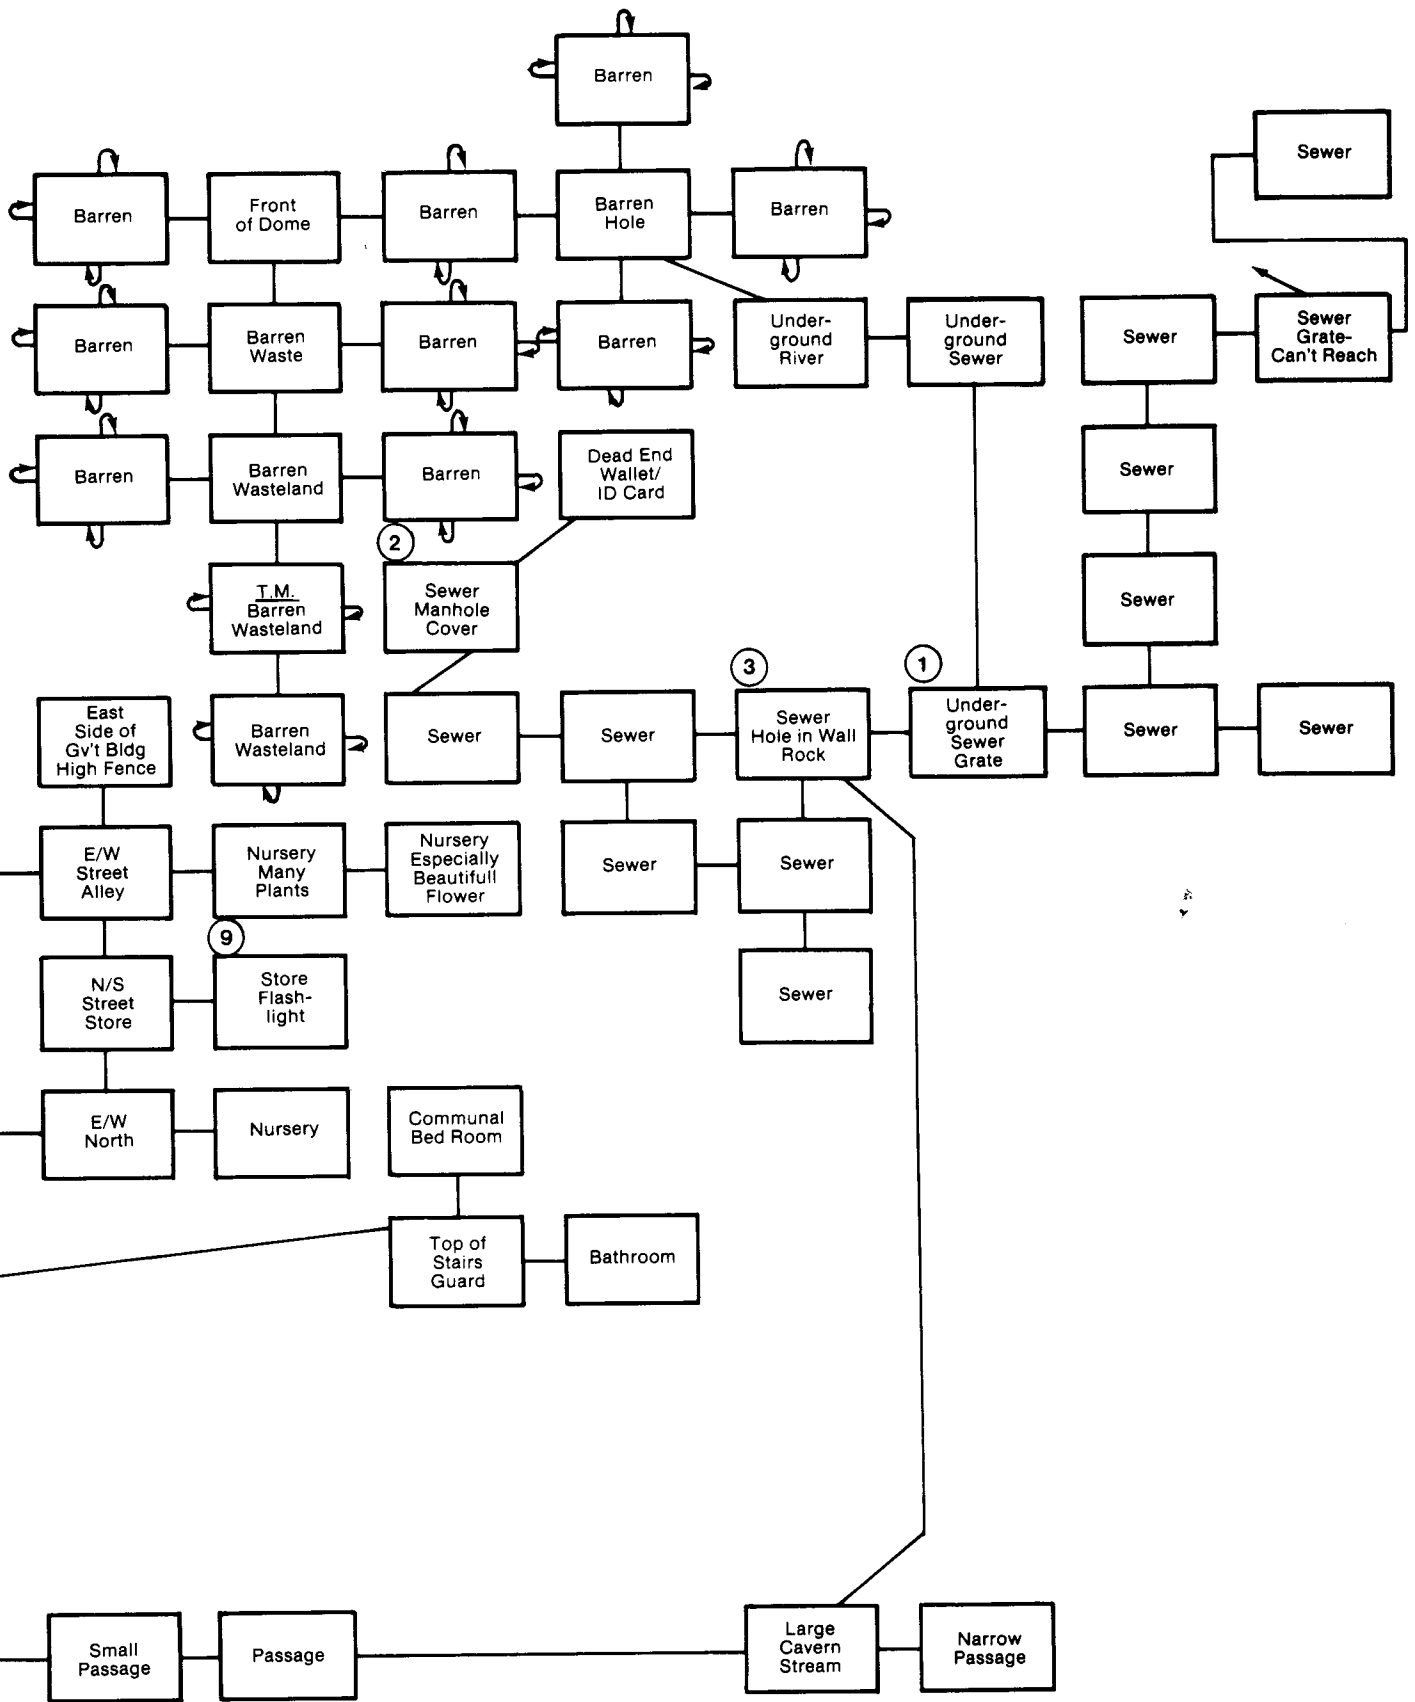 Barren
Sewer
Barren
Front
of Dome
Barren
Barren
Hole
Barren
Barren
Barren
Waste
Barren
Barren
Under-
ground
River
Under-
ground
Sewer
Sewer
Sewer
Grate-
Can't Reach
Barren
Barren
Wasteland
Barren
Dead End
Wallet/
ID Card
Sewer
2
T.M.
Barren
Wasteland
Sewer
Manhole
Cover
Sewer
3
1
East
Side of
Gv't Bldg
High Fence
Barren
Wasteland
Sewer
Sewer
Sewer
Hole in Wall
Rock
Under-
ground
Sewer
Grate
Sewer
Sewer
E/W
Street
Alley
Nursery
Many
Plants
Nursery
Especially
Beautifull
Flower
Sewer
Sewer
9
N/S
Street
Store
Store
Flash-
light
Sewer
E/W
North
Nursery
Communal
Bed Room
Top of
Stairs
Guard
Bathroom
Small
Passage
Passage
Large
Cavern
Stream
Narrow
Passage